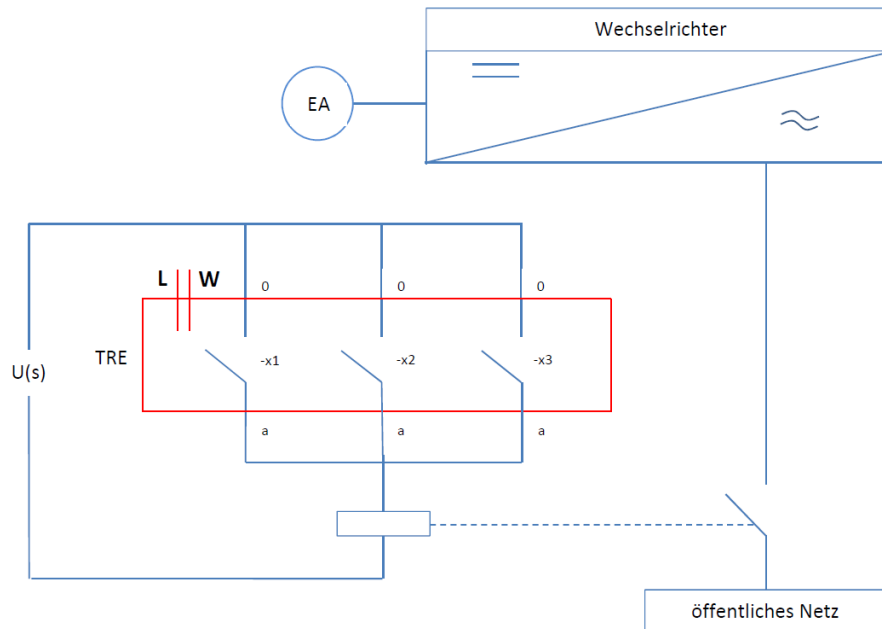 Wechselrichter
EA
L W
0 0 0
TRE
-x1 -x2 -x3
U(s)
a a a
öffentliches Netz